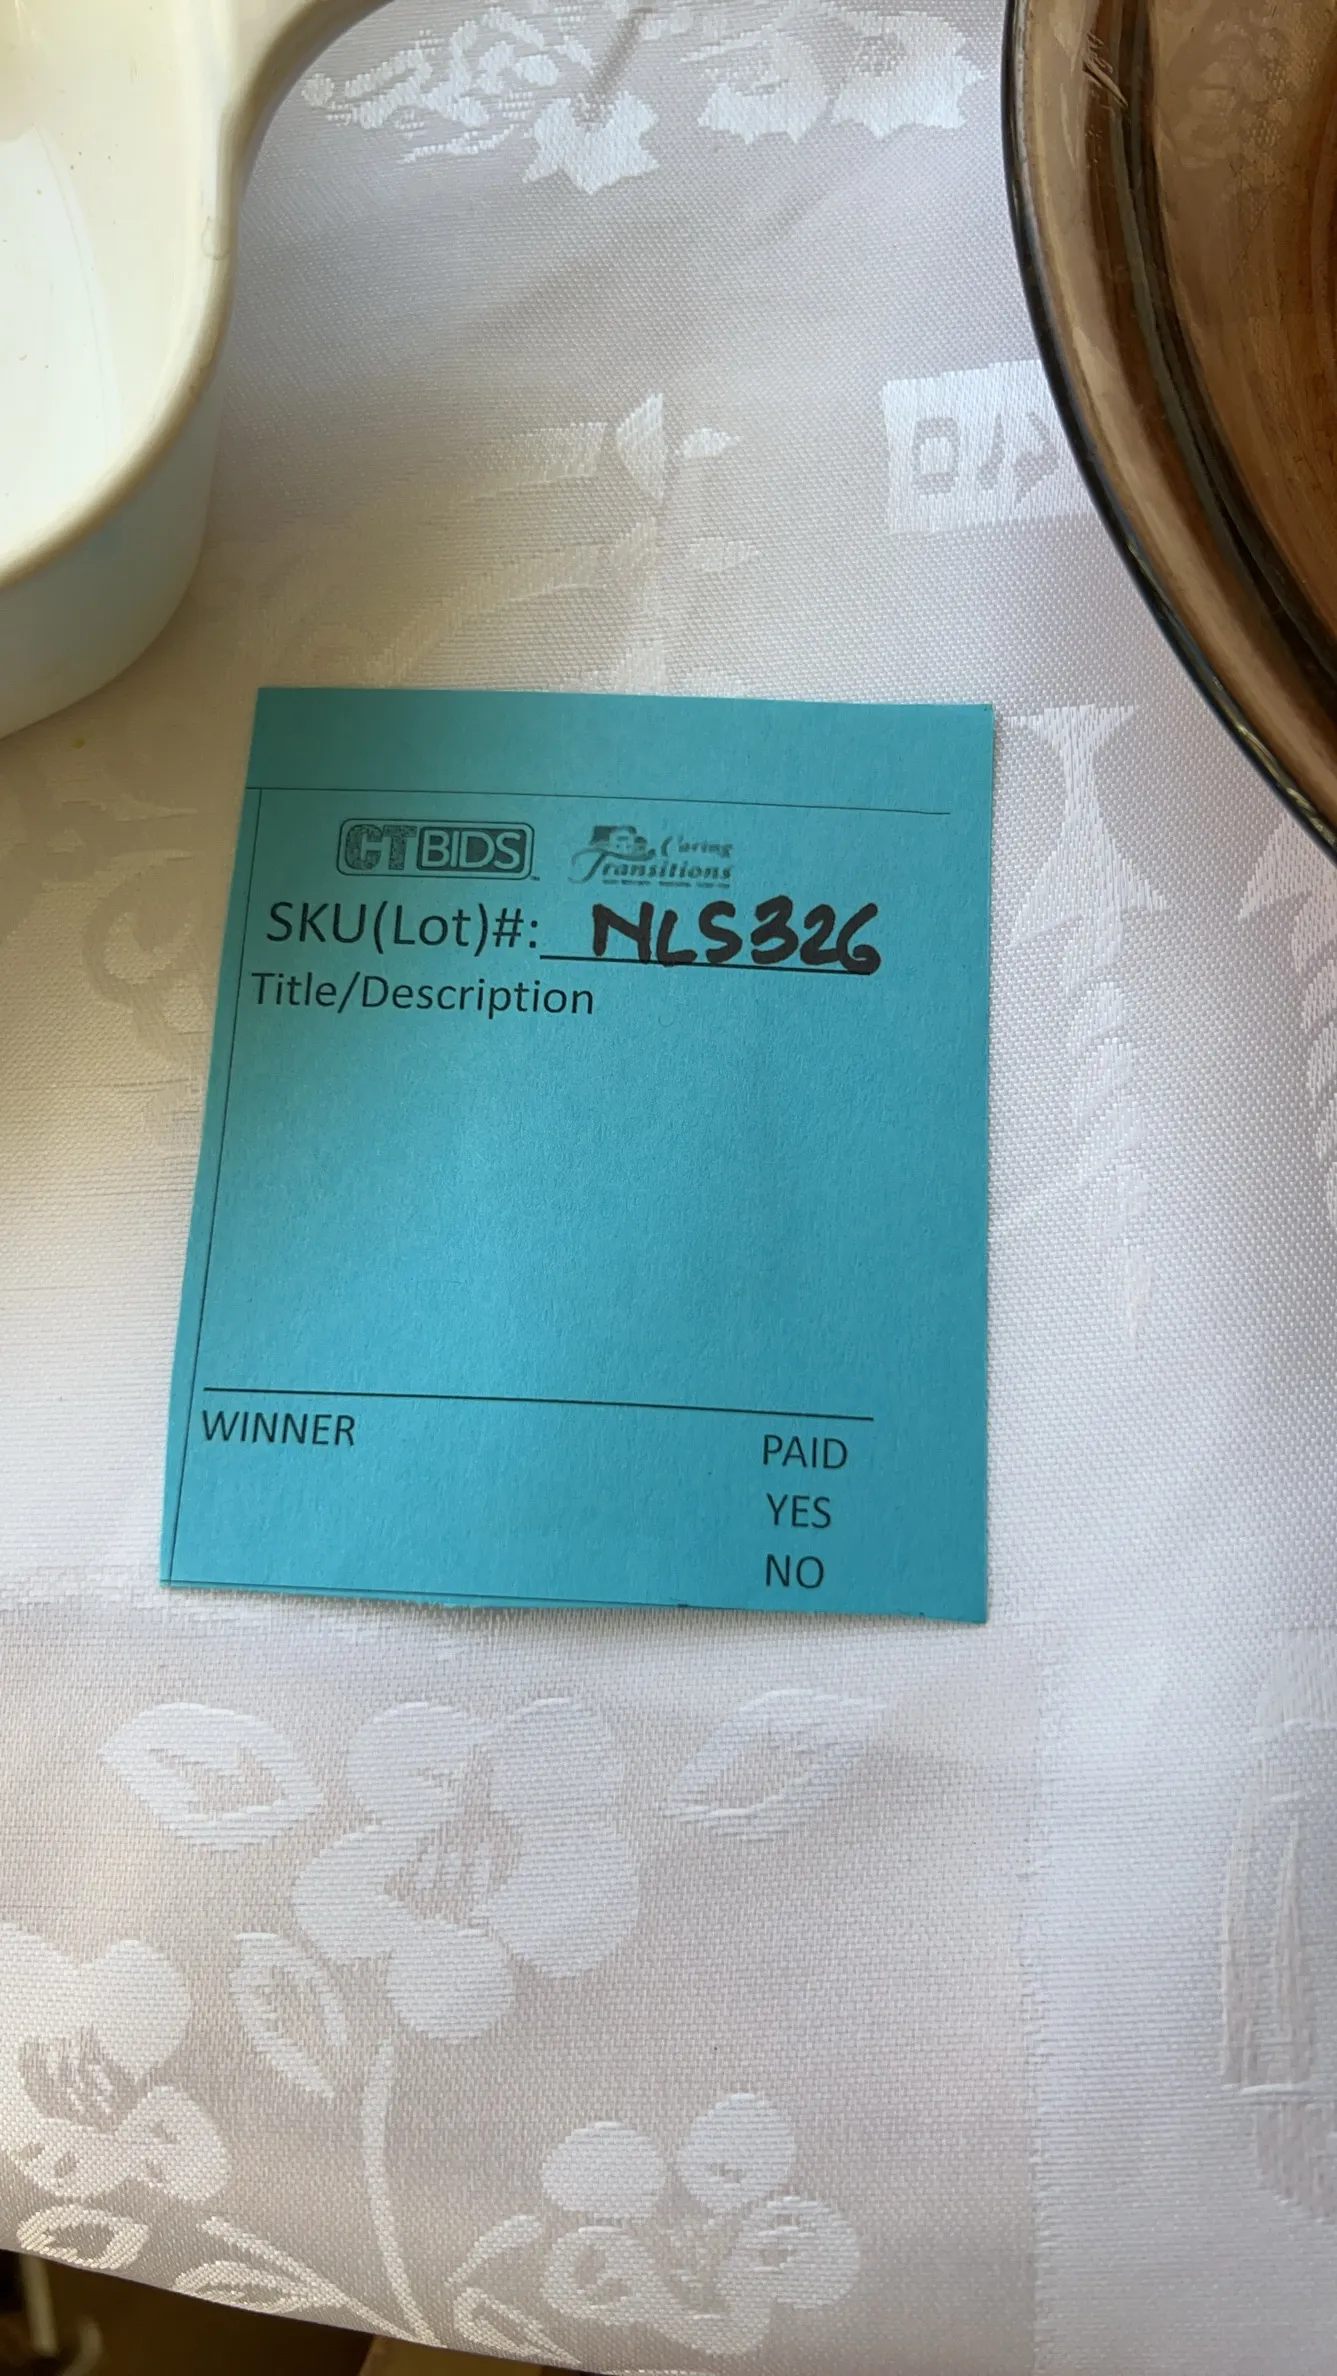 CTBIDS Caring Transitions
SKU(Lot)#: NLS326
Title/Description
WINNER
PAID
YES
NO